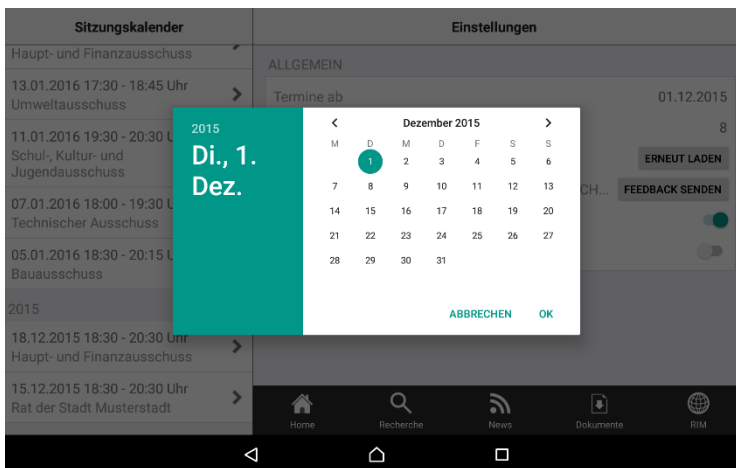 Sitzungskalender
Haupt- und Finanzausschuss
13.01.2016 17:30 - 18:45 Uhr
Umweltausschuss
11.01.2016 19:30 - 20:30
Schul-, Kultur- und
Jugendausschuss
07.01.2016 18:00 - 19:30
Technischer Ausschuss
05.01.2016 18:30 - 20:15
Bauausschuss
2015
18.12.2015 18:30 - 20:30 Uhr
Haupt- und Finanzausschuss
15.12.2015 18:30 - 20:30 Uhr
Rat der Stadt Musterstadt
Einstellungen
ALLGEMEIN
Termine ab 01.12.2015
8
ERNEUT LADEN
CH... FEEDBACK SENDEN
2015
Di., 1.
Dez.
Dezember 2015
M D M D F S S
1 2 3 4 5 6
7 8 9 10 11 12 13
14 15 16 17 18 19 20
21 22 23 24 25 26 27
28 29 30 31
ABBRECHEN OK
Home Recherche News Dokumente RIM